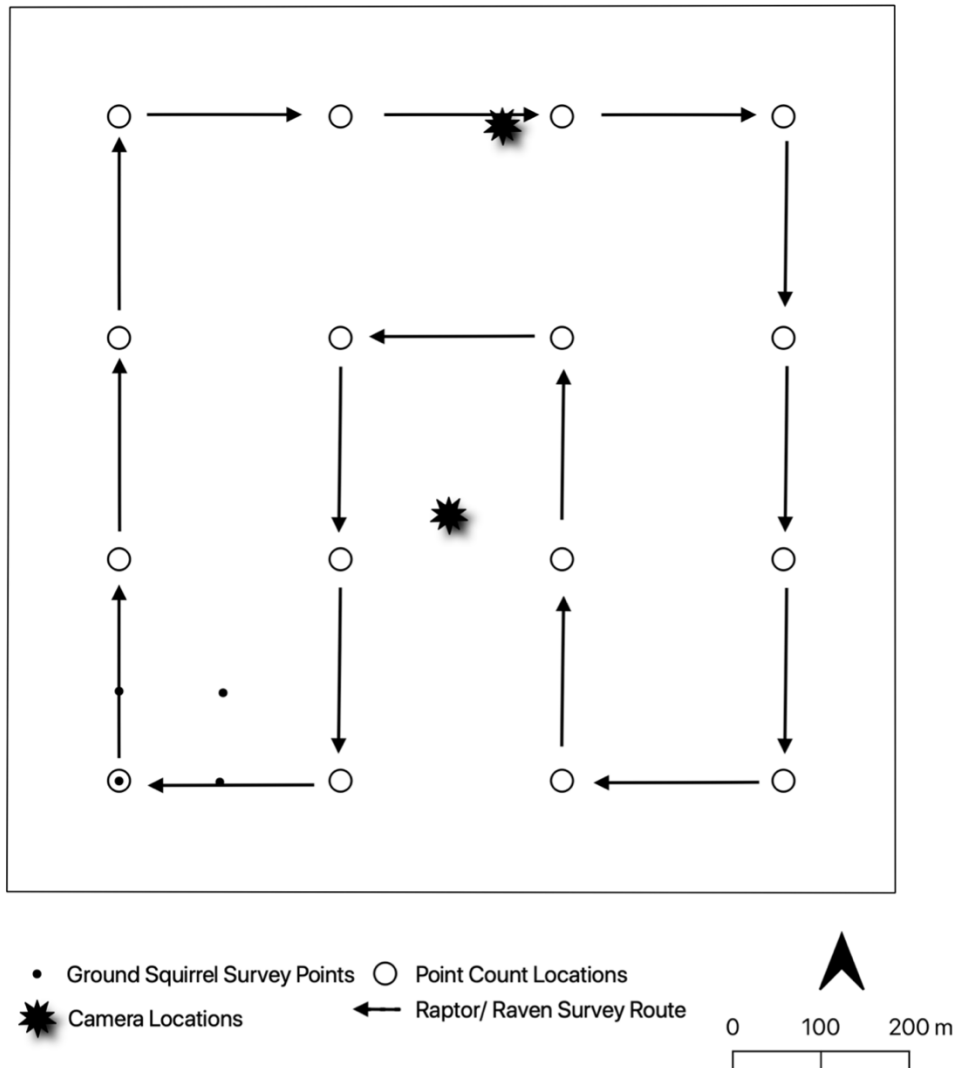 Ground Squirrel Survey Points
Point Count Locations
Camera Locations
Raptor/ Raven Survey Route
0 100 200 m